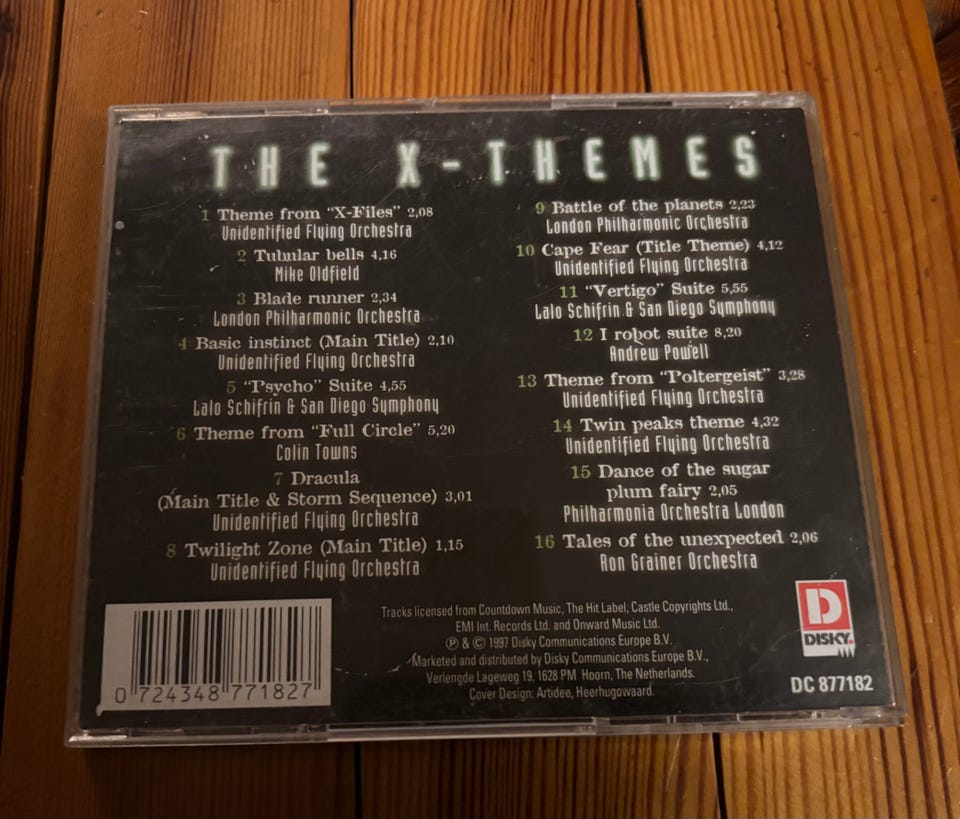 THE X-THEMES
1 Theme from "X-Files" 2,08
Unidentified Flying Orchestra
2 Tubular bells 4,16
Mike Oldfield
3 Blade runner 2,34
London Philharmonic Orchestra
4 Basic instinct (Main Title) 2,10
Unidentified Flying Orchestra
5 "Psycho" Suite 4,55
Lalo Schifrin & San Diego Symphony
6 Theme from "Full Circle" 5,20
Colin Towns
7 Dracula
(Main Title & Storm Sequence) 3,01
Unidentified Flying Orchestra
8 Twilight Zone (Main Title) 1,15
Unidentified Flying Orchestra
9 Battle of the planets 2,23
London Philharmonic Orchestra
10 Cape Fear (Title Theme) 4,12
Unidentified Flying Orchestra
11 "Vertigo" Suite 5,55
Lalo Schifrin & San Diego Symphony
12 I robot suite 8,20
Andrew Powell
13 Theme from "Poltergeist" 3,28
Unidentified Flying Orchestra
14 Twin peaks theme 4,32
Unidentified Flying Orchestra
15 Dance of the sugar
plum fairy 2,05
Philharmonia Orchestra London
16 Tales of the unexpected 2,06
Ron Grainer Orchestra
0 724348 771827
Tracks licensed from Countdown Music, The Hit Label, Castle Copyrights Ltd.,
EMI Int. Records Ltd. and Onward Music Ltd.
℗ & © 1997 Disky Communications Europe B.V.
Marketed and distributed by Disky Communications Europe B.V.,
Verlengde Lageweg 19, 1628 PM Hoorn, The Netherlands.
Cover Design: Artidee, Heerhugowaard.
D
DISKY
DC 877182